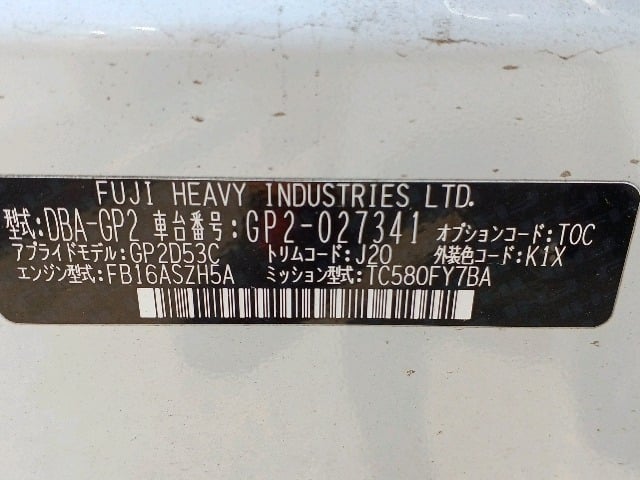 FUJI HEAVY INDUSTRIES LTD.
型式:DBA-GP2 車台番号:GP2-027341 オプションコード:TOC
アプライドモデル:GP2D53C トリムコード:J20 外装色コード:K1X
エンジン型式:FB16ASZH5A ミッション型式:TC580FY7BA